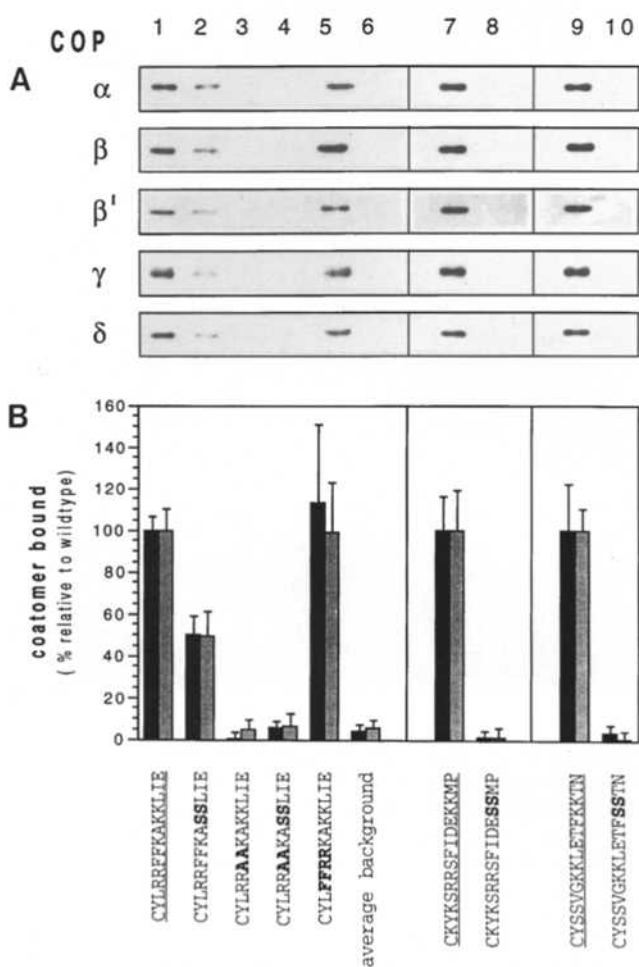 COP 1 2 3 4 5 6 7 8 9 10
A
α
β
β'
γ
δ
B
coatomer bound
( % relative to wildtype)
160
140
120
100
80
60
40
20
0
CYLRRFFKAKKLIE
CYLRRFFKASSLIE
CYLRRAAKAKKLIE
CYLRRAAKASSLIE
CYLFFRRKAKKLIE
average background
CKYKSRRSFIDEKKMP
CKYKSRRSFIDESSMP
CYSSVGKKLETFKKTN
CYSSVGKKLETFSSTN